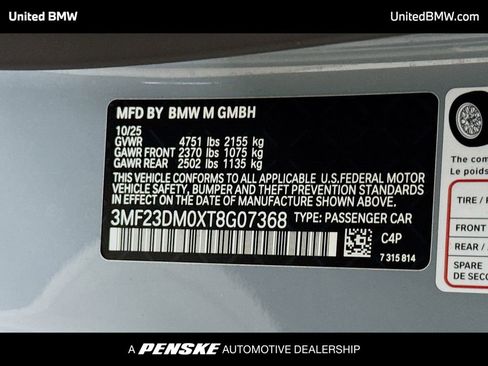 United BMW
UnitedBMW.com
MFD BY BMW M GMBH
10/25
GVWR 4751 lbs 2155 kg
GAWR FRONT 2370 lbs 1075 kg
GAWR REAR 2502 lbs 1135 kg
THIS VEHICLE CONFORMS TO ALL APPLICABLE U.S.FEDERAL MOTOR
VEHICLE SAFETY, BUMPER AND THEFT PREVENTION STANDARDS
IN EFFECT ON THE DATE OF MANUFACTURE SHOWN ABOVE.
3MF23DM0XT8G07368 TYPE: PASSENGER CAR
C4P
7 315 814
The com
Le poids
TIRE /
FRONT
REAR /
SPARE
DE SECO
A PENSKE AUTOMOTIVE DEALERSHIP